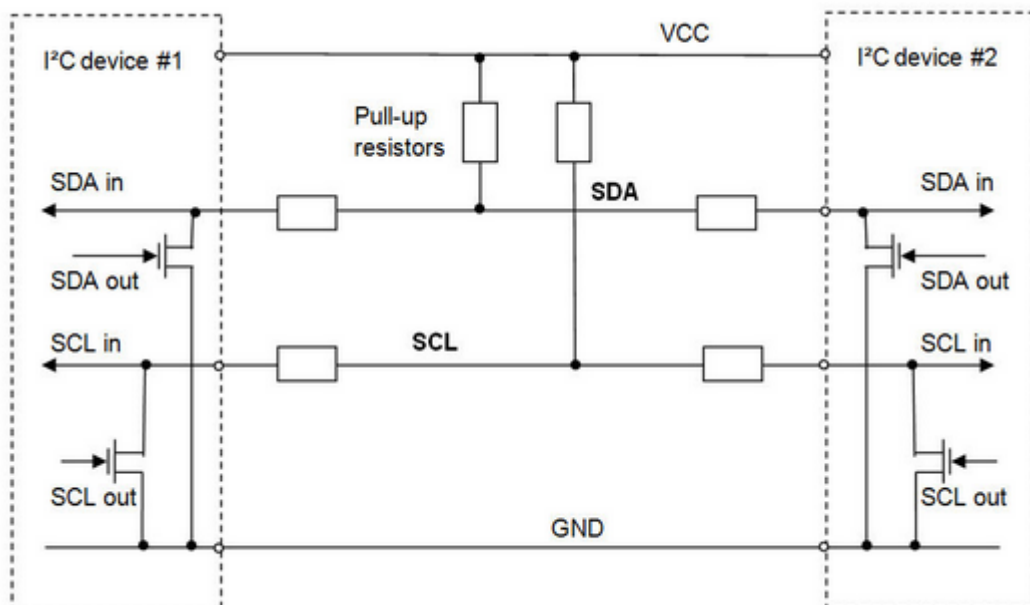 VCC
I²C device #1
I²C device #2
Pull-up
resistors
SDA in
SDA
SDA in
SDA out
SDA out
SCL in
SCL
SCL in
SCL out
SCL out
GND